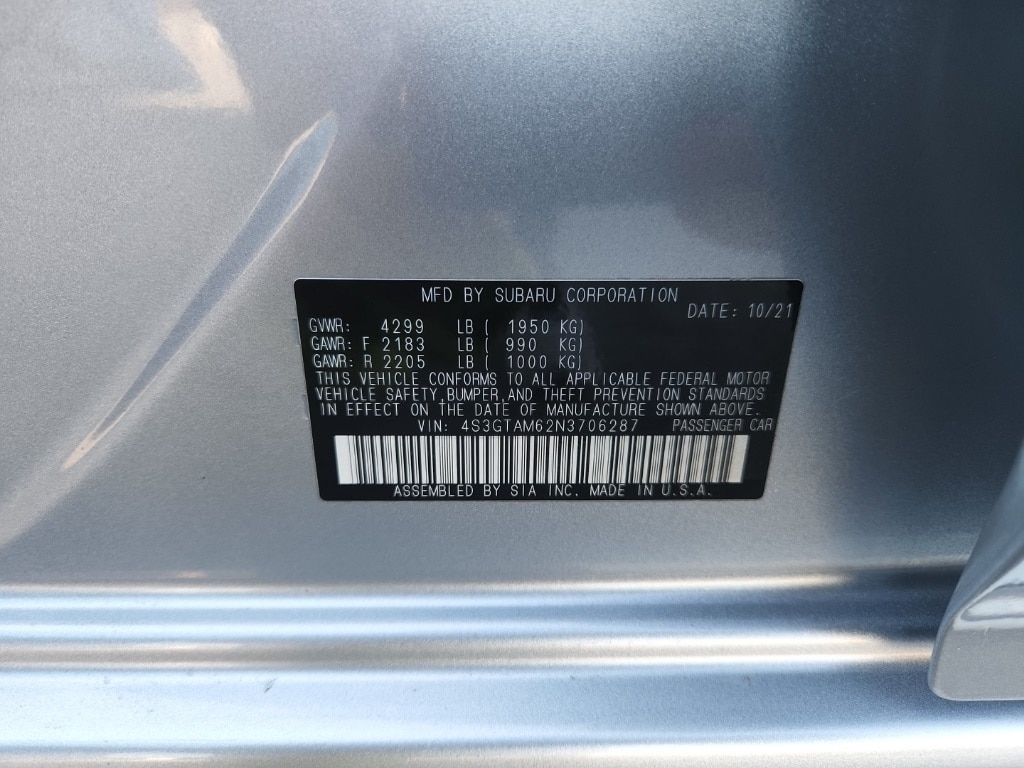 MFD BY SUBARU CORPORATION
DATE: 10/21
GVWR: 4299 LB ( 1950 KG)
GAWR: F 2183 LB ( 990 KG)
GAWR: R 2205 LB ( 1000 KG)
THIS VEHICLE CONFORMS TO ALL APPLICABLE FEDERAL MOTOR
VEHICLE SAFETY,BUMPER,AND THEFT PREVENTION STANDARDS
IN EFFECT ON THE DATE OF MANUFACTURE SHOWN ABOVE.
VIN: 4S3GTAM62N3706287 PASSENGER CAR
ASSEMBLED BY SIA INC. MADE IN U.S.A.